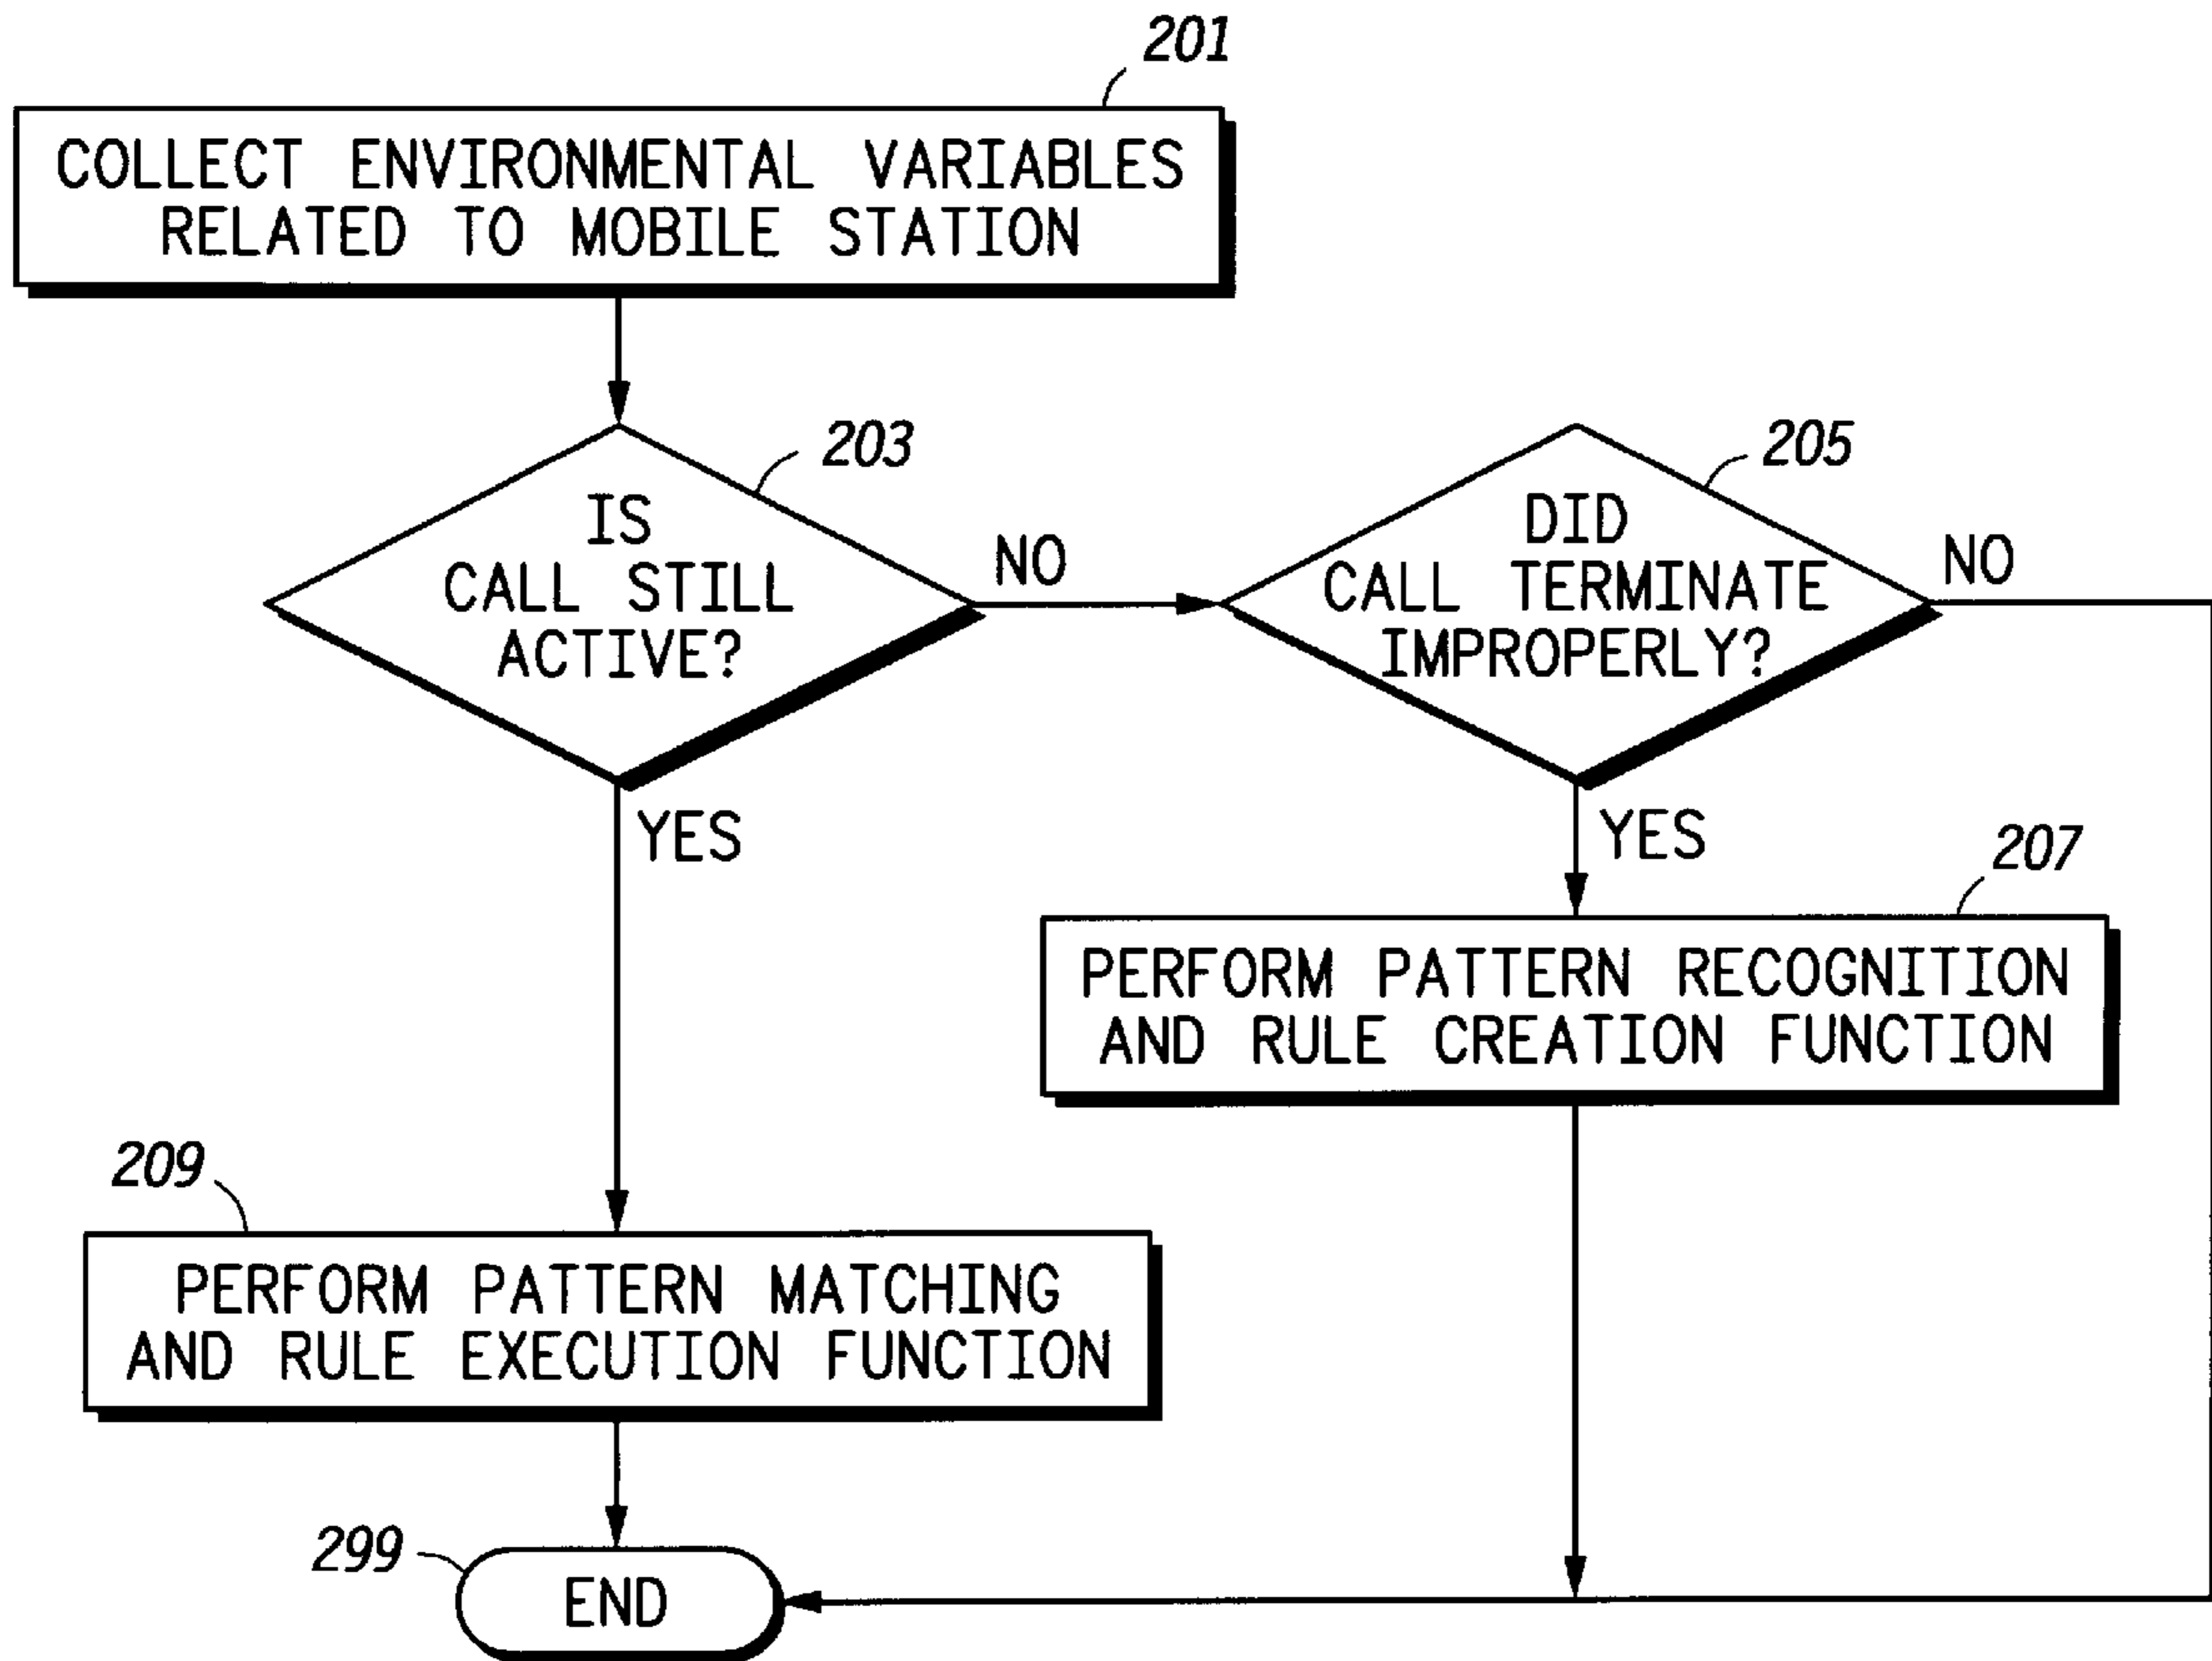 201
COLLECT ENVIRONMENTAL VARIABLES
RELATED TO MOBILE STATION
203
IS
CALL STILL
ACTIVE?
NO
YES
205
DID
CALL TERMINATE
IMPROPERLY?
NO
YES
207
PERFORM PATTERN RECOGNITION
AND RULE CREATION FUNCTION
209
PERFORM PATTERN MATCHING
AND RULE EXECUTION FUNCTION
299
END